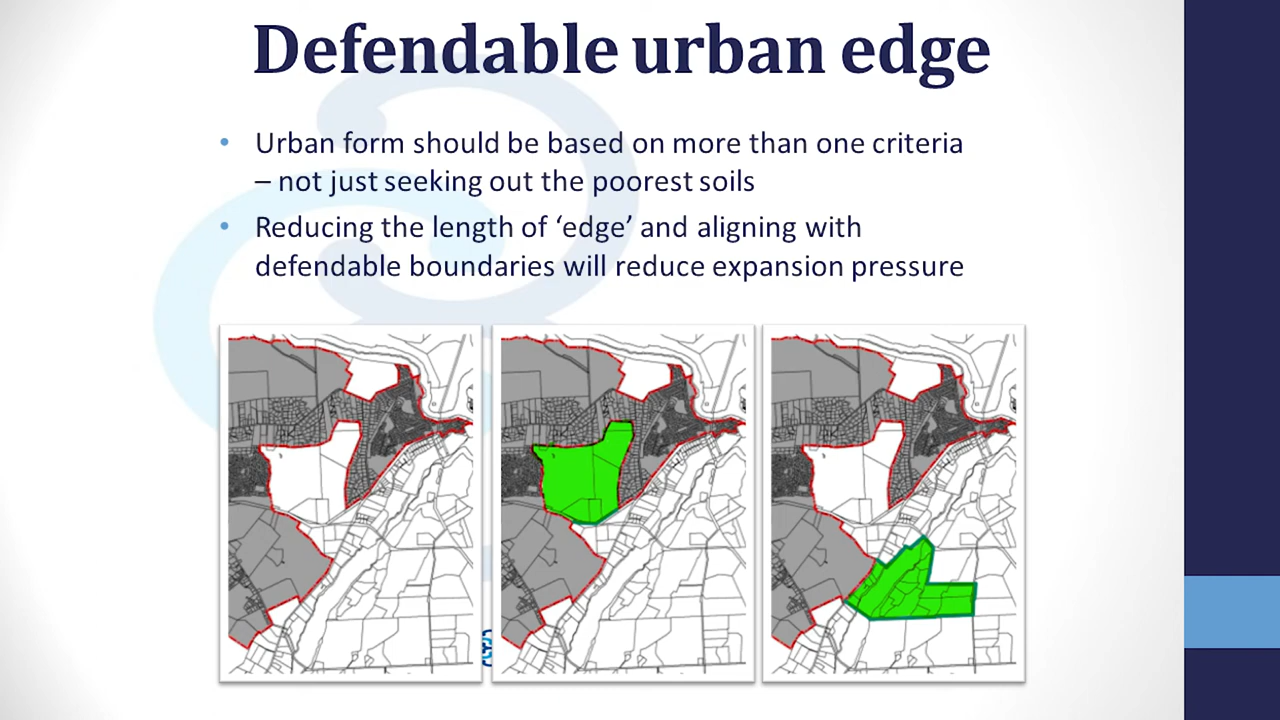 Defendable urban edge
• Urban form should be based on more than one criteria
– not just seeking out the poorest soils
• Reducing the length of ‘edge’ and aligning with
defendable boundaries will reduce expansion pressure